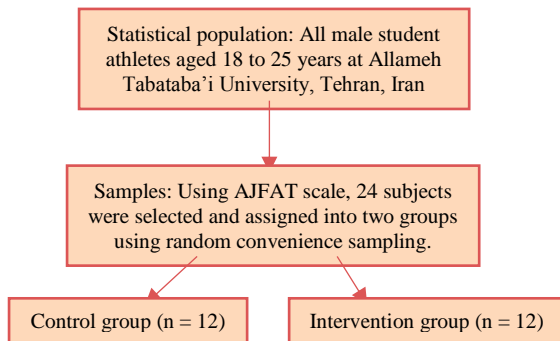 Statistical population: All male student
athletes aged 18 to 25 years at Allameh
Tabataba’i University, Tehran, Iran
Samples: Using AJFAT scale, 24 subjects
were selected and assigned into two groups
using random convenience sampling.
Control group (n = 12)
Intervention group (n = 12)